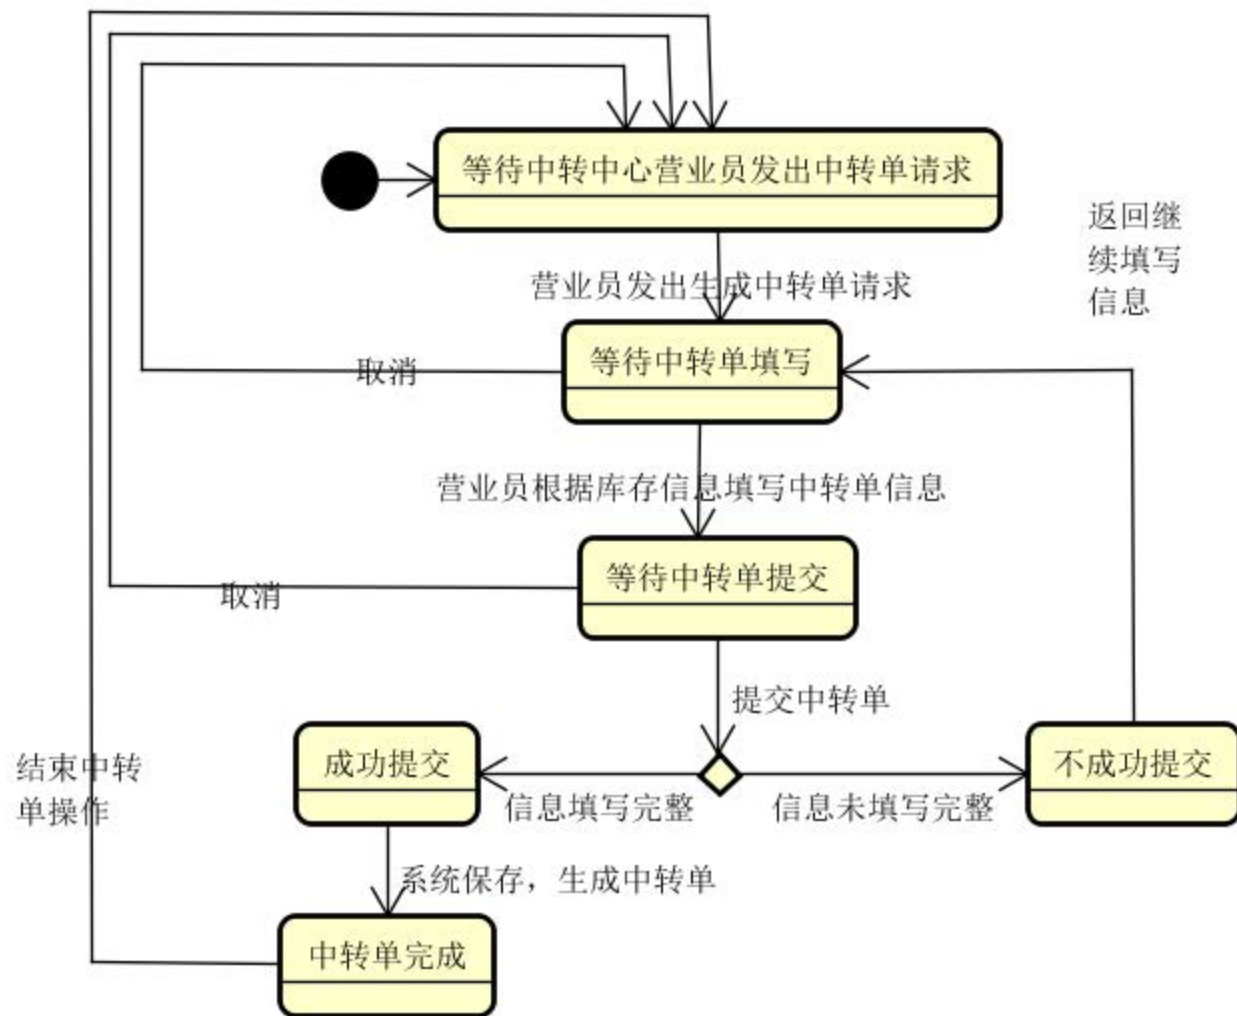 等待中转中心营业员发出中转单请求
返回继
续填写
信息
营业员发出生成中转单请求
等待中转单填写
取消
营业员根据库存信息填写中转单信息
等待中转单提交
取消
提交中转单
成功提交
不成功提交
结束中转
单操作
信息填写完整
信息未填写完整
系统保存，生成中转单
中转单完成